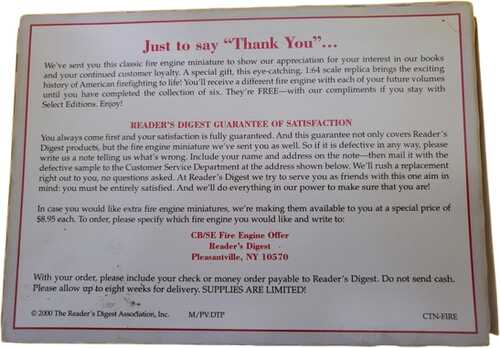 Just to say “Thank You”...
We've sent you this classic fire engine miniature to show our appreciation for your interest in our books
and your continued customer loyalty. A special gift, this eye-catching, 1:64 scale replica brings the exciting
history of American firefighting to life! You'll receive a different fire engine with each of your future volumes
until you have completed the collection of six. They're FREE—with our compliments if you stay with
Select Editions. Enjoy!
READER'S DIGEST GUARANTEE OF SATISFACTION
You always come first and your satisfaction is fully guaranteed. And this guarantee not only covers Reader's
Digest products, but the fire engine miniature we've sent you as well. So if it is defective in any way, please
write us a note telling us what's wrong. Include your name and address on the note—then mail it with the
defective sample to the Customer Service Department at the address shown below. We'll rush a replacement
right out to you, no questions asked. At Reader's Digest we try to serve you as friends with this one aim in
mind: you must be entirely satisfied. And we'll do everything in our power to make sure that you are!
In case you would like extra fire engine miniatures, we're making them available to you at a special price of
$8.95 each. To order, please specify which fire engine you would like and write to:
CB/SE Fire Engine Offer
Reader's Digest
Pleasantville, NY 10570
With your order, please include your check or money order payable to Reader's Digest. Do not send cash.
Please allow up to eight weeks for delivery. SUPPLIES ARE LIMITED!
© 2000 The Reader's Digest Association, Inc. M/PV:DTP CTN-FIRE